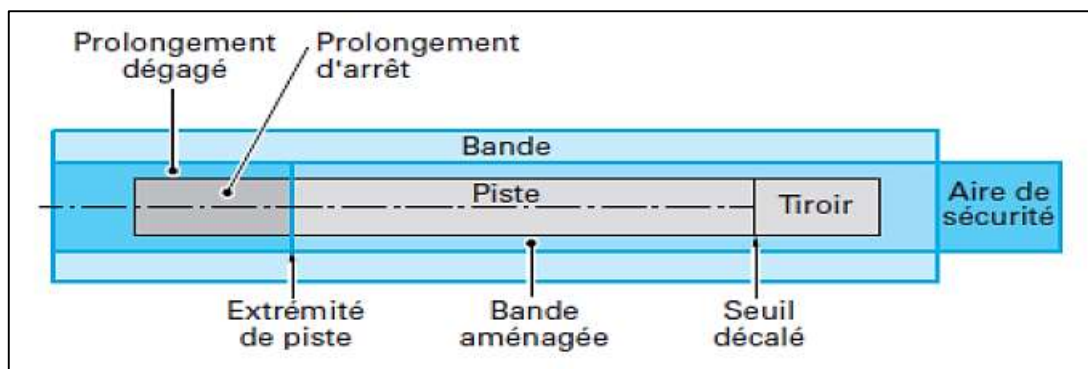 Prolongement
dégagé
Prolongement
d'arrêt
Bande
Piste
Tiroir
Aire de
sécurité
Extrémité
de piste
Bande
aménagée
Seuil
décalé